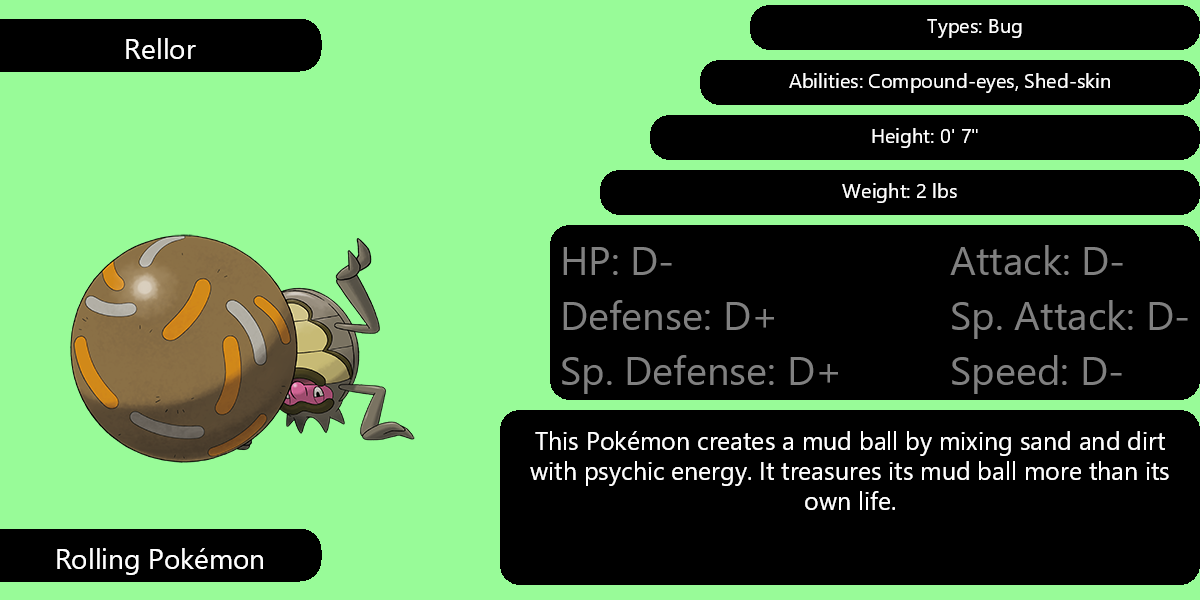 Rellor
Types: Bug
Abilities: Compound-eyes, Shed-skin
Height: 0' 7"
Weight: 2 lbs
HP: D-
Attack: D-
Defense: D+
Sp. Attack: D-
Sp. Defense: D+
Speed: D-
This Pokémon creates a mud ball by mixing sand and dirt
with psychic energy. It treasures its mud ball more than its
own life.
Rolling Pokémon